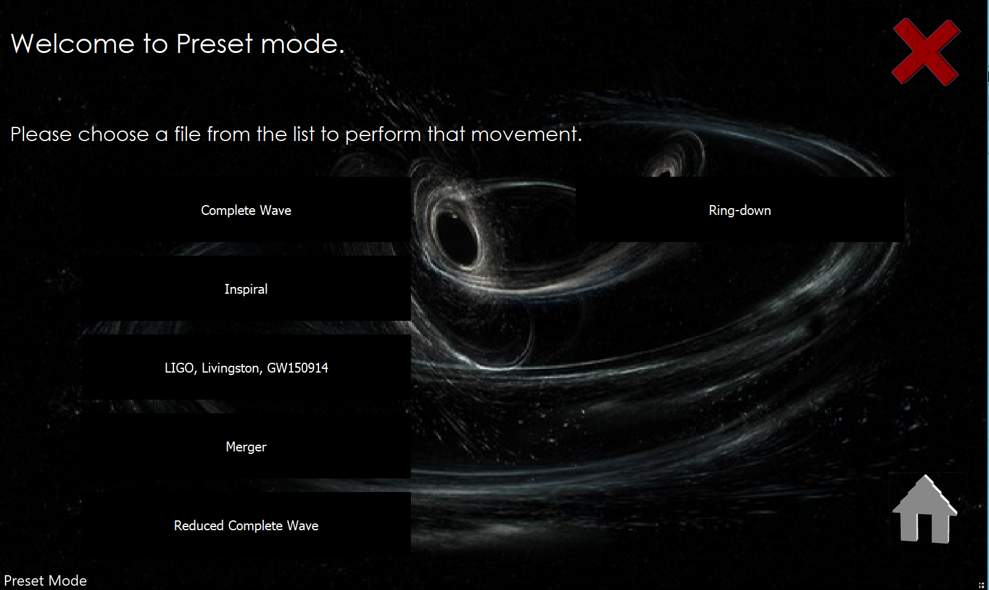 Welcome to Preset mode.
Please choose a file from the list to perform that movement.
Complete Wave
Ring-down
Inspiral
LIGO, Livingston, GW150914
Merger
Reduced Complete Wave
Preset Mode